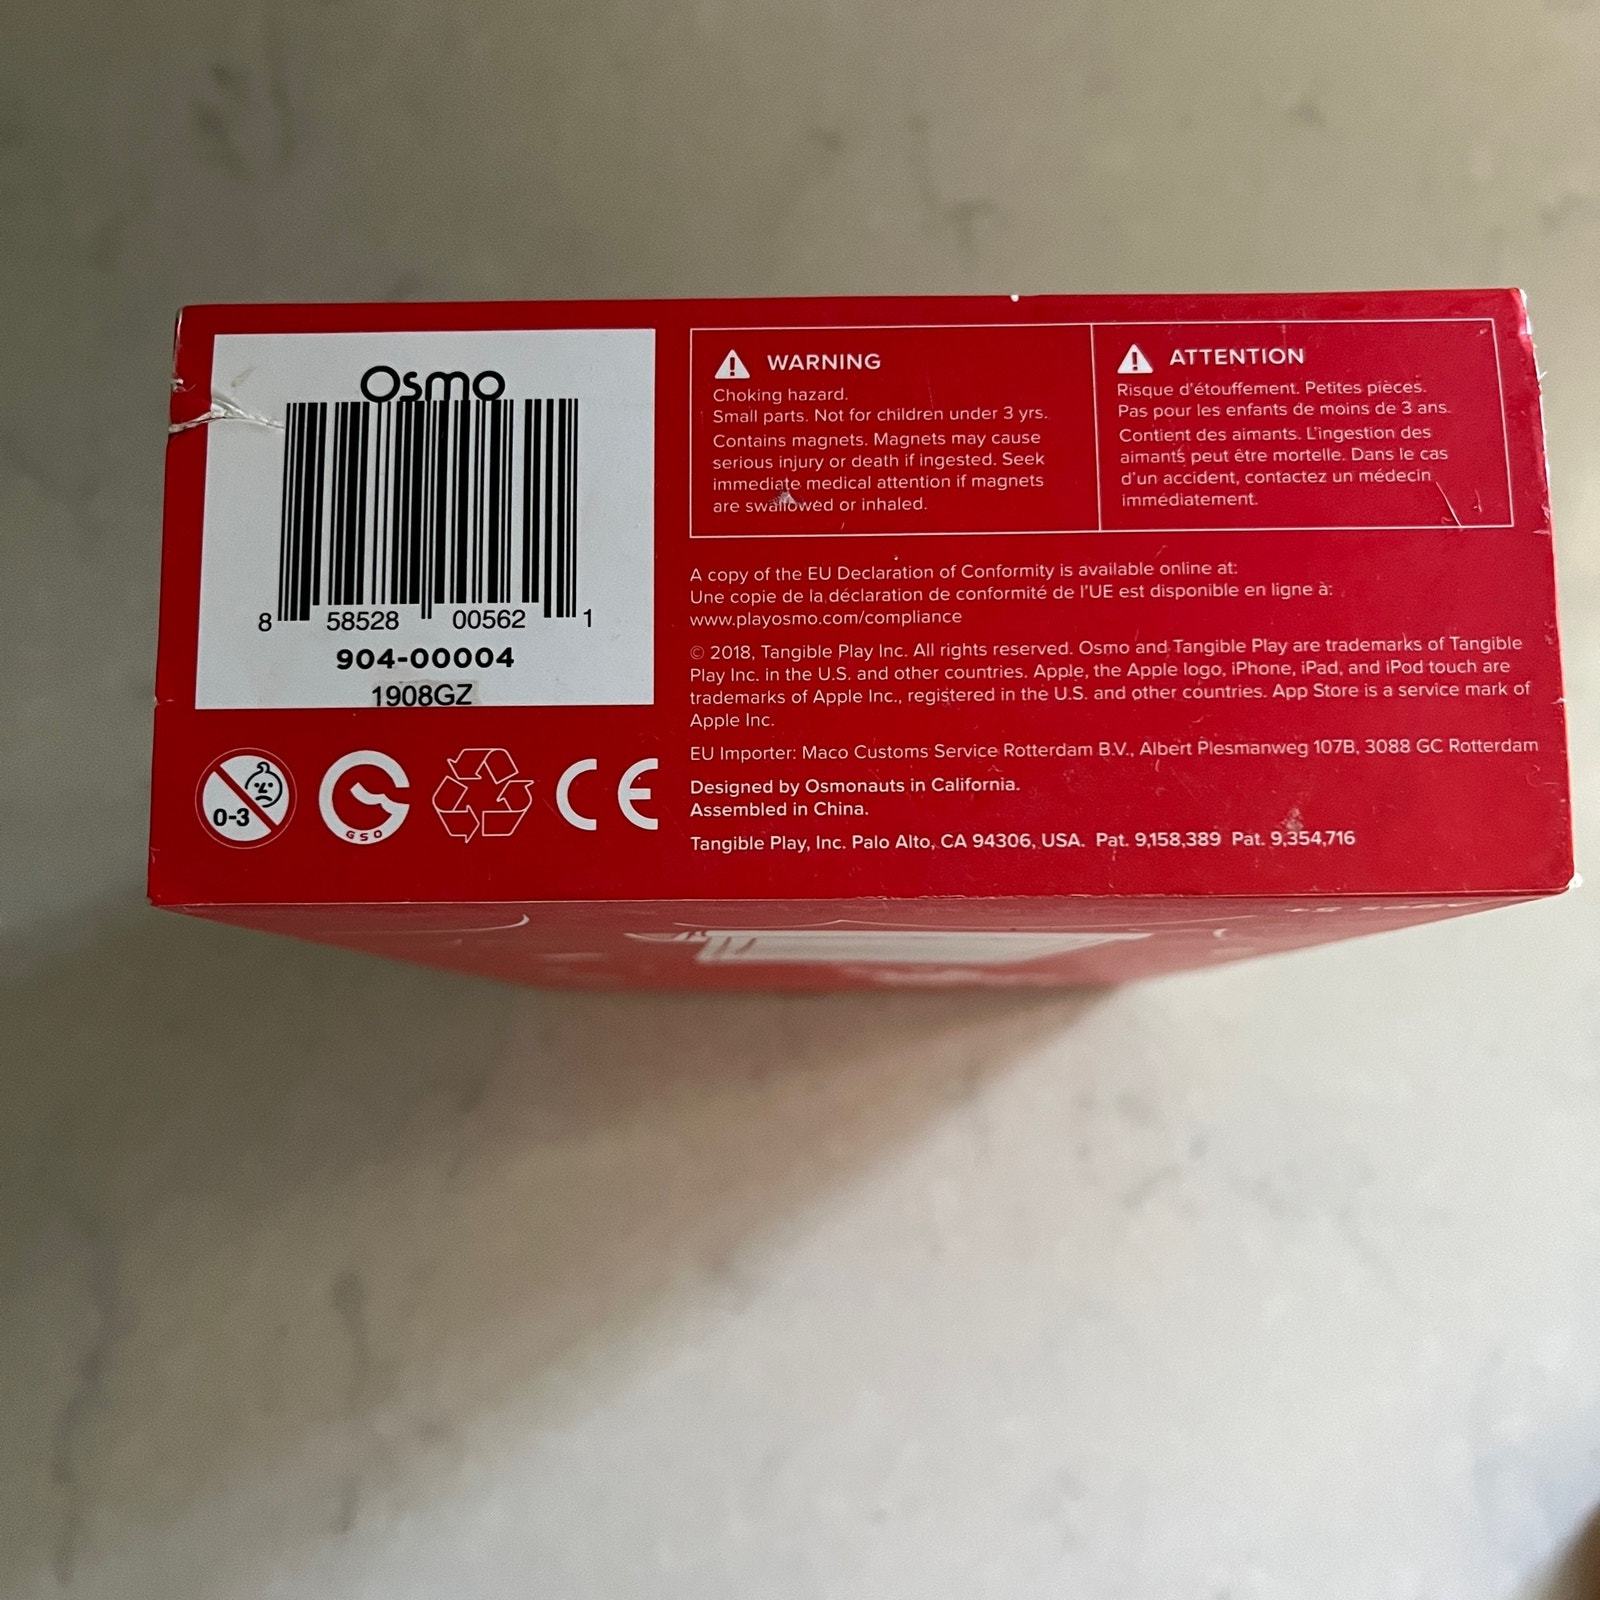 Osmo
8 58528 00562 1
904-00004
1908GZ
0-3
GSO
CE
WARNING
Choking hazard.
Small parts. Not for children under 3 yrs.
Contains magnets. Magnets may cause
serious injury or death if ingested. Seek
immediate medical attention if magnets
are swallowed or inhaled.
ATTENTION
Risque d'étouffement. Petites pièces.
Pas pour les enfants de moins de 3 ans.
Contient des aimants. L'ingestion des
aimants peut être mortelle. Dans le cas
d'un accident, contactez un médecin
immédiatement.
A copy of the EU Declaration of Conformity is available online at:
Une copie de la déclaration de conformité de l'UE est disponible en ligne à:
www.playosmo.com/compliance
© 2018, Tangible Play Inc. All rights reserved. Osmo and Tangible Play are trademarks of Tangible
Play Inc. in the U.S. and other countries. Apple, the Apple logo, iPhone, iPad, and iPod touch are
trademarks of Apple Inc., registered in the U.S. and other countries. App Store is a service mark of
Apple Inc.
EU Importer: Maco Customs Service Rotterdam B.V., Albert Plesmanweg 107B, 3088 GC Rotterdam
Designed by Osmonauts in California.
Assembled in China.
Tangible Play, Inc. Palo Alto, CA 94306, USA. Pat. 9,158,389 Pat. 9,354,716